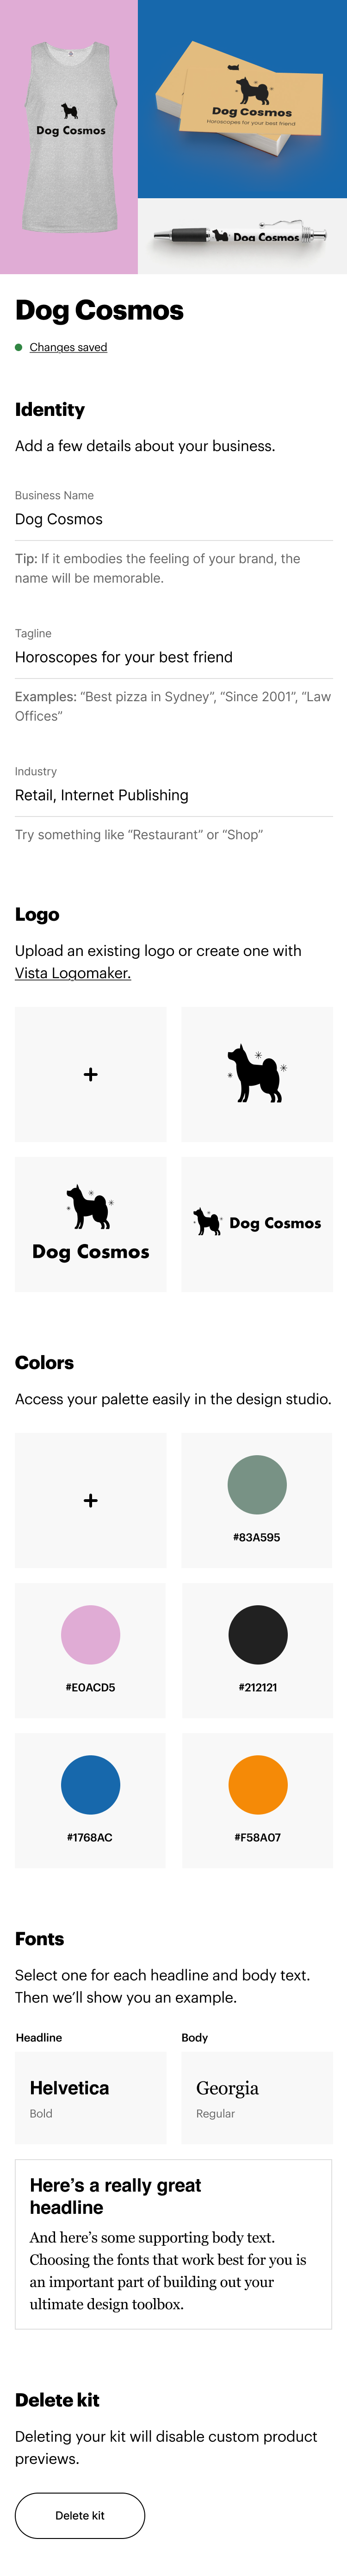 Dog Cosmos
Dog Cosmos
Horoscopes for your best friend
Dog Cosmos
Dog Cosmos
Changes saved
Identity
Add a few details about your business.
Business Name
Dog Cosmos
Tip: If it embodies the feeling of your brand, the
name will be memorable.
Tagline
Horoscopes for your best friend
Examples: “Best pizza in Sydney”, “Since 2001”, “Law
Offices”
Industry
Retail, Internet Publishing
Try something like “Restaurant” or “Shop”
Logo
Upload an existing logo or create one with
Vista Logomaker.
Dog Cosmos
Dog Cosmos
Colors
Access your palette easily in the design studio.
#83A595
#E0ACD5
#212121
#1768AC
#F58A07
Fonts
Select one for each headline and body text.
Then we’ll show you an example.
Headline
Body
Helvetica
Bold
Georgia
Regular
Here’s a really great
headline
And here’s some supporting body text.
Choosing the fonts that work best for you is
an important part of building out your
ultimate design toolbox.
Delete kit
Deleting your kit will disable custom product
previews.
Delete kit